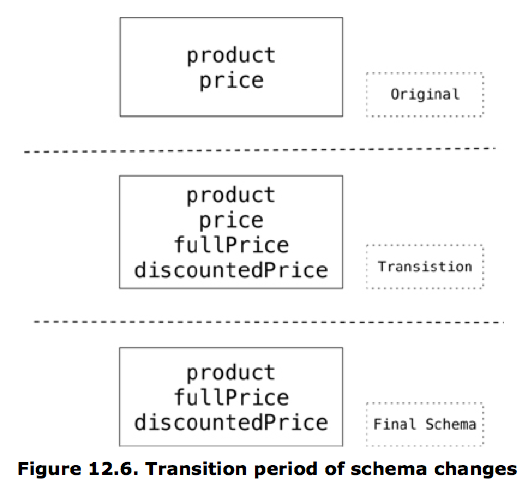 product
price
Original
product
price
fullPrice
discountedPrice
Transistion
product
fullPrice
discountedPrice
Final Schema
Figure 12.6. Transition period of schema changes